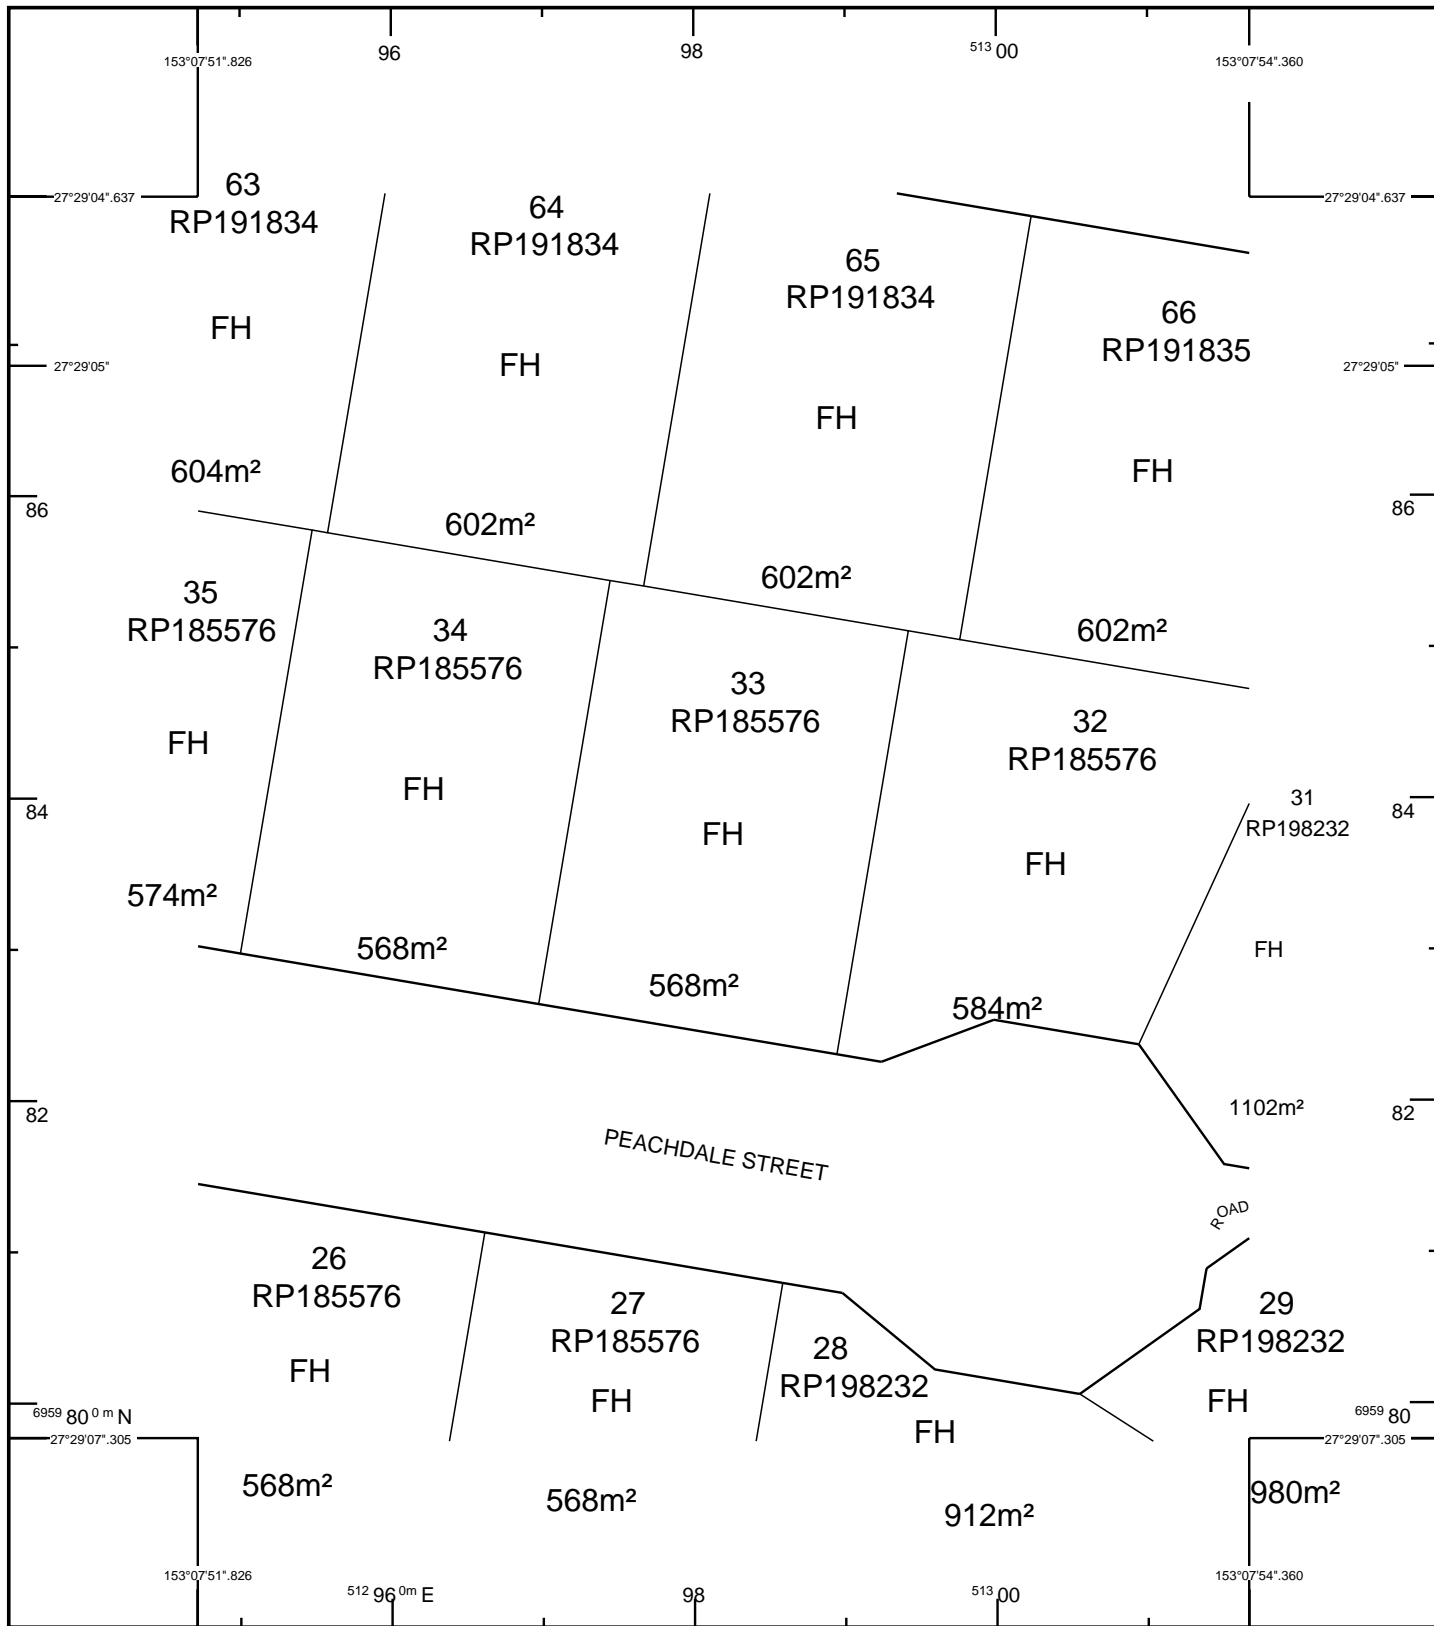 96
98
513 00
153°07'51".826
153°07'54".360
27°29'04".637
27°29'04".637
63
RP191834
FH
604m²
64
RP191834
FH
602m²
65
RP191834
FH
602m²
66
RP191835
FH
602m²
27°29'05"
27°29'05"
86
86
35
RP185576
FH
574m²
34
RP185576
FH
568m²
33
RP185576
FH
568m²
32
RP185576
FH
584m²
31
RP198232
FH
1102m²
84
84
82
82
PEACHDALE STREET
ROAD
26
RP185576
FH
568m²
27
RP185576
FH
568m²
28
RP198232
FH
912m²
29
RP198232
FH
980m²
6959 80 0 m N
6959 80
27°29'07".305
27°29'07".305
153°07'51".826
153°07'54".360
512 96 0m E
98
513 00